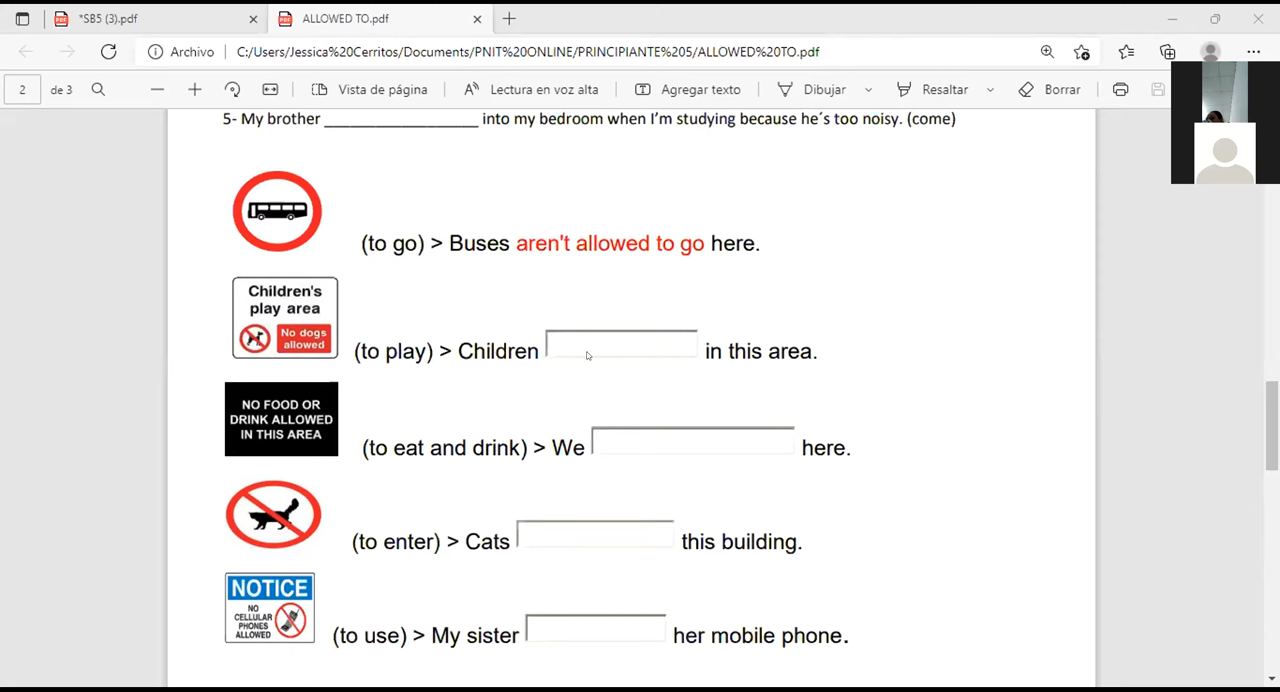 *SB5 (3).pdf
ALLOWED TO.pdf
Archivo
C:/Users/Jessica%20Cerritos/Documents/PNIT%20ONLINE/PRINCIPIANTE%205/ALLOWED%20TO.pdf
2 de 3
Vista de página
Lectura en voz alta
Agregar texto
Dibujar
Resaltar
Borrar
5- My brother ___________________ into my bedroom when I'm studying because he´s too noisy. (come)
(to go) > Buses aren't allowed to go here.
Children's
play area
No dogs
allowed
(to play) > Children in this area.
NO FOOD OR
DRINK ALLOWED
IN THIS AREA
(to eat and drink) > We here.
(to enter) > Cats this building.
NOTICE
NO
CELLULAR
PHONES
ALLOWED
(to use) > My sister her mobile phone.